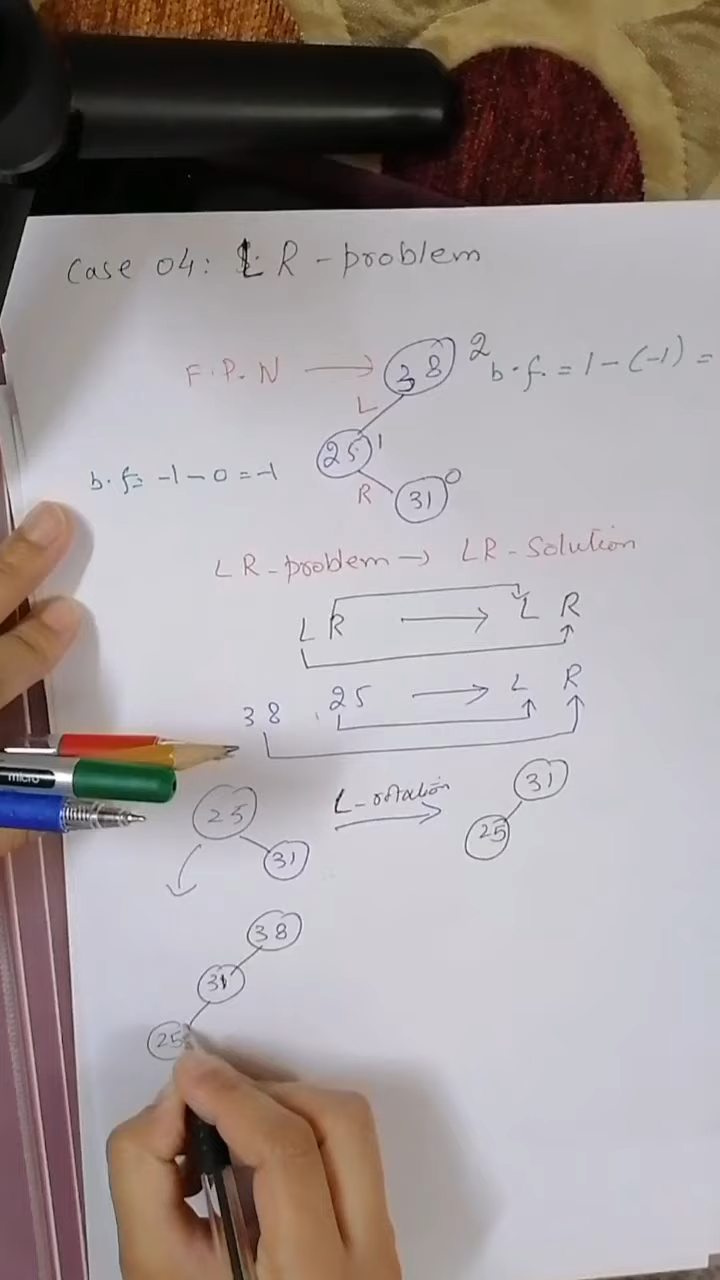 Case 04: LR-problem
F.P.N → 38 2 b.f. = 1-(-1) =
L
25 1
b.f = -1-0 = -1
R 31 0
LR-problem → LR-Solution
LR → L R
38 , 25 → L R
25 L-rotation 31
31 25
38
31
25
micro